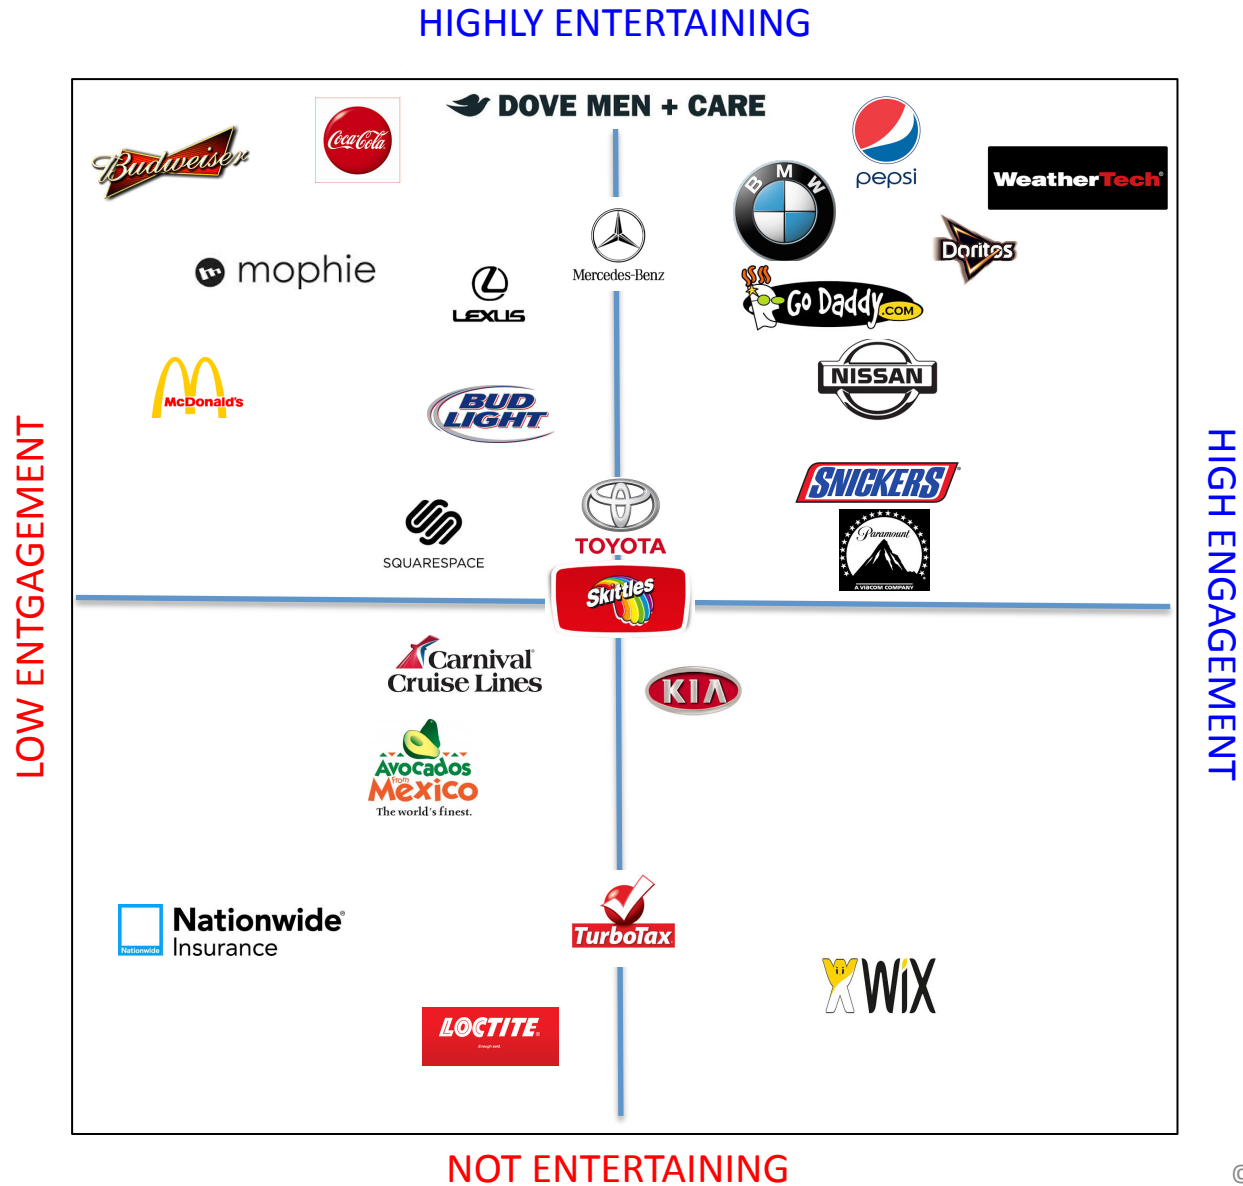 HIGHLY ENTERTAINING
DOVE MEN + CARE
Budweiser
Coca-Cola
pepsi
BMW
WeatherTech®
Doritos
Mercedes-Benz
mophie
LEXUS
Go Daddy.COM
NISSAN
McDonald's
BUD
LIGHT
SNICKERS®
TOYOTA
SQUARESPACE
Paramount
A VIACOM COMPANY
Skittles
LOW ENTGAGEMENT
HIGH ENGAGEMENT
Carnival®
Cruise Lines
KIA
AVOCADOS
From
MEXICO
The world's finest.
Nationwide®
Insurance
Nationwide
TurboTax
WiX
LOCTITE®
NOT ENTERTAINING
©